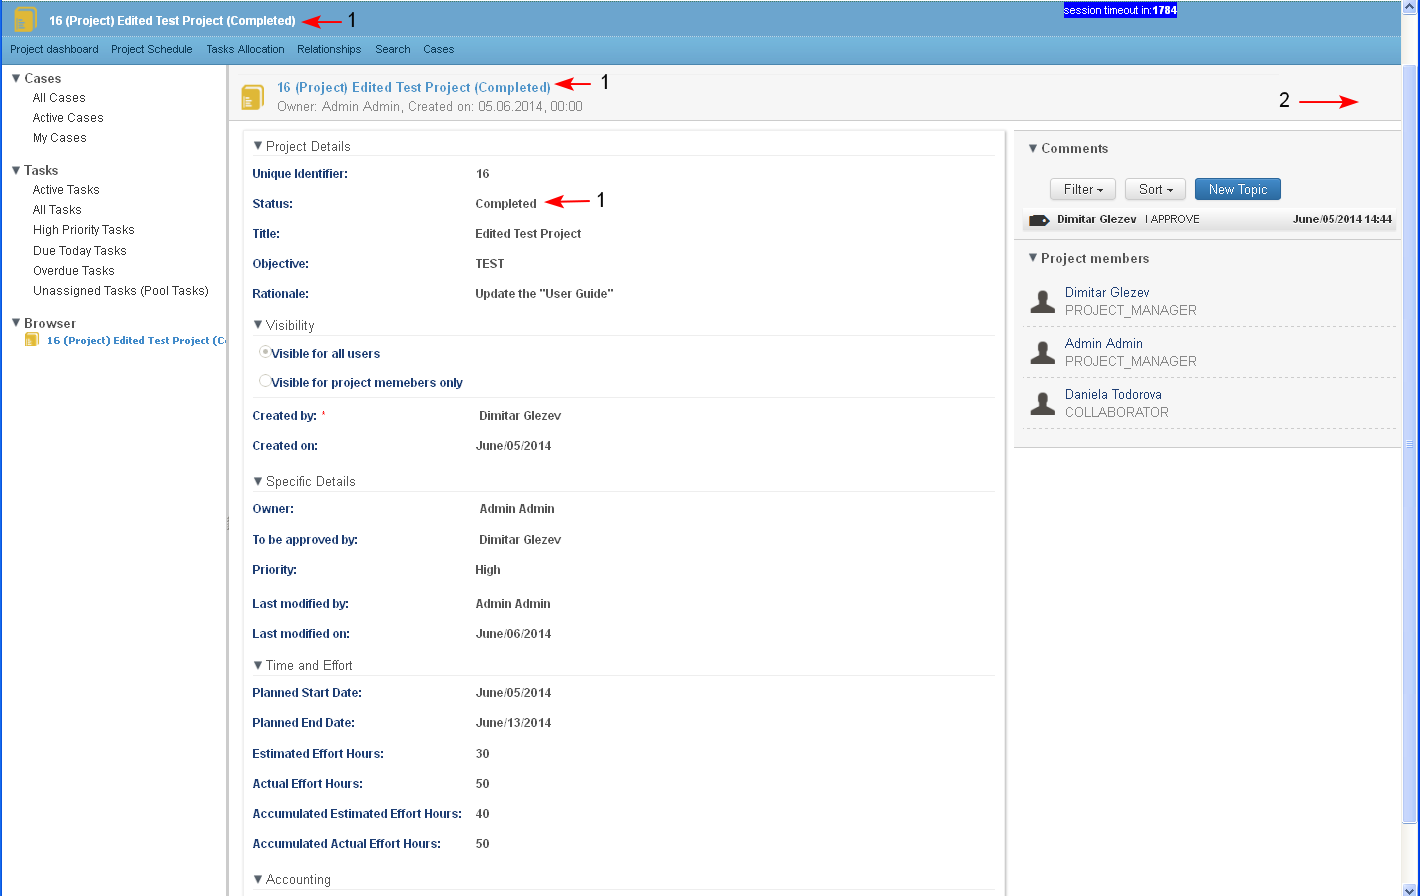 16 (Project) Edited Test Project (Completed) 1
session timeout in:1784
Project dashboard Project Schedule Tasks Allocation Relationships Search Cases
Cases
All Cases
Active Cases
My Cases
Tasks
Active Tasks
All Tasks
High Priority Tasks
Due Today Tasks
Overdue Tasks
Unassigned Tasks (Pool Tasks)
Browser
16 (Project) Edited Test Project (C
16 (Project) Edited Test Project (Completed) 1
Owner: Admin Admin, Created on: 05.06.2014, 00:00
2
Project Details
Unique Identifier: 16
Status: Completed 1
Title: Edited Test Project
Objective: TEST
Rationale: Update the "User Guide"
Visibility
Visible for all users
Visible for project memebers only
Created by: * Dimitar Glezev
Created on: June/05/2014
Specific Details
Owner: Admin Admin
To be approved by: Dimitar Glezev
Priority: High
Last modified by: Admin Admin
Last modified on: June/06/2014
Time and Effort
Planned Start Date: June/05/2014
Planned End Date: June/13/2014
Estimated Effort Hours: 30
Actual Effort Hours: 50
Accumulated Estimated Effort Hours: 40
Accumulated Actual Effort Hours: 50
Accounting
Comments
Filter Sort New Topic
Dimitar Glezev I APPROVE June/05/2014 14:44
Project members
Dimitar Glezev
PROJECT_MANAGER
Admin Admin
PROJECT_MANAGER
Daniela Todorova
COLLABORATOR